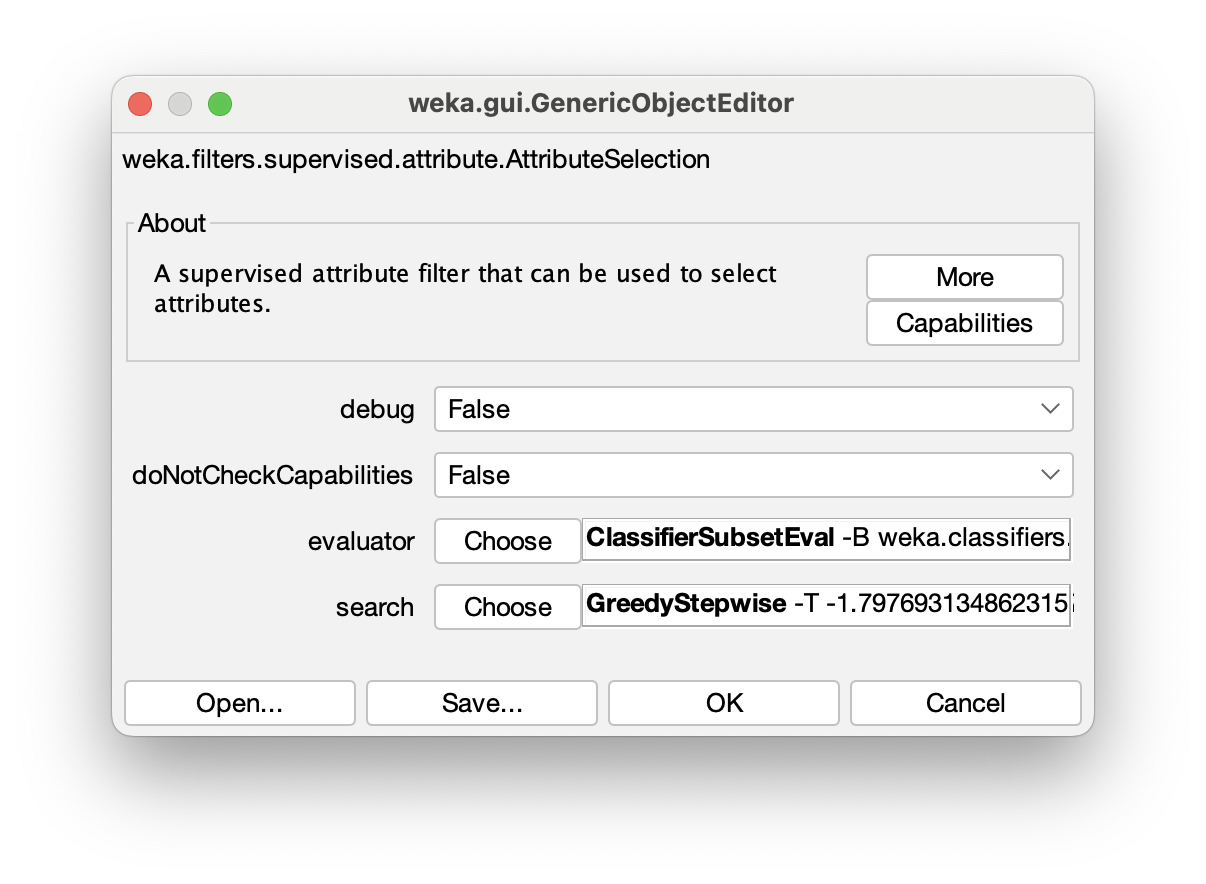 weka.gui.GenericObjectEditor
weka.filters.supervised.attribute.AttributeSelection
About
A supervised attribute filter that can be used to select
attributes.
More
Capabilities
debug False
doNotCheckCapabilities False
evaluator Choose ClassifierSubsetEval -B weka.classifiers.
search Choose GreedyStepwise -T -1.797693134862315
Open... Save... OK Cancel